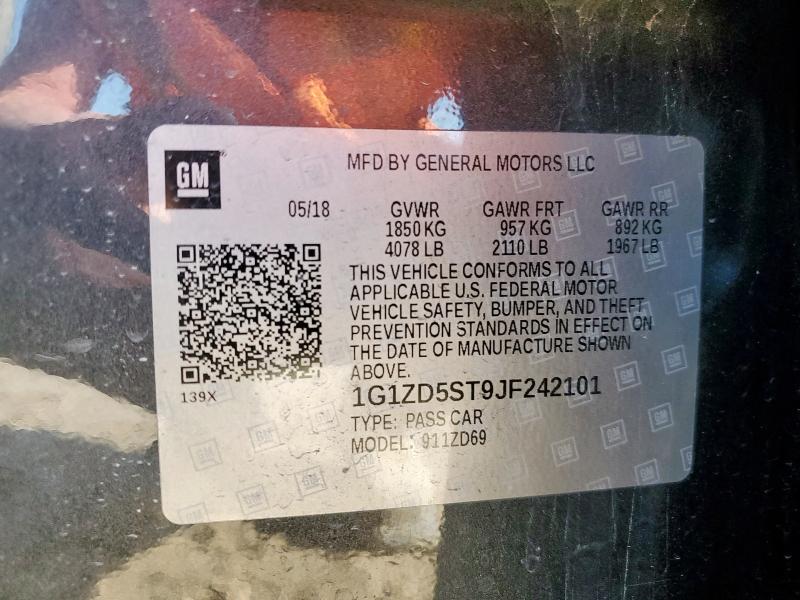 GM
MFD BY GENERAL MOTORS LLC
05/18 GVWR GAWR FRT GAWR RR
1850 KG 957 KG 892 KG
4078 LB 2110 LB 1967 LB
THIS VEHICLE CONFORMS TO ALL
APPLICABLE U.S. FEDERAL MOTOR
VEHICLE SAFETY, BUMPER, AND THEFT
PREVENTION STANDARDS IN EFFECT ON
THE DATE OF MANUFACTURE SHOWN
ABOVE.
139X
1G1ZD5ST9JF242101
TYPE: PASS CAR
MODEL: 911ZD69